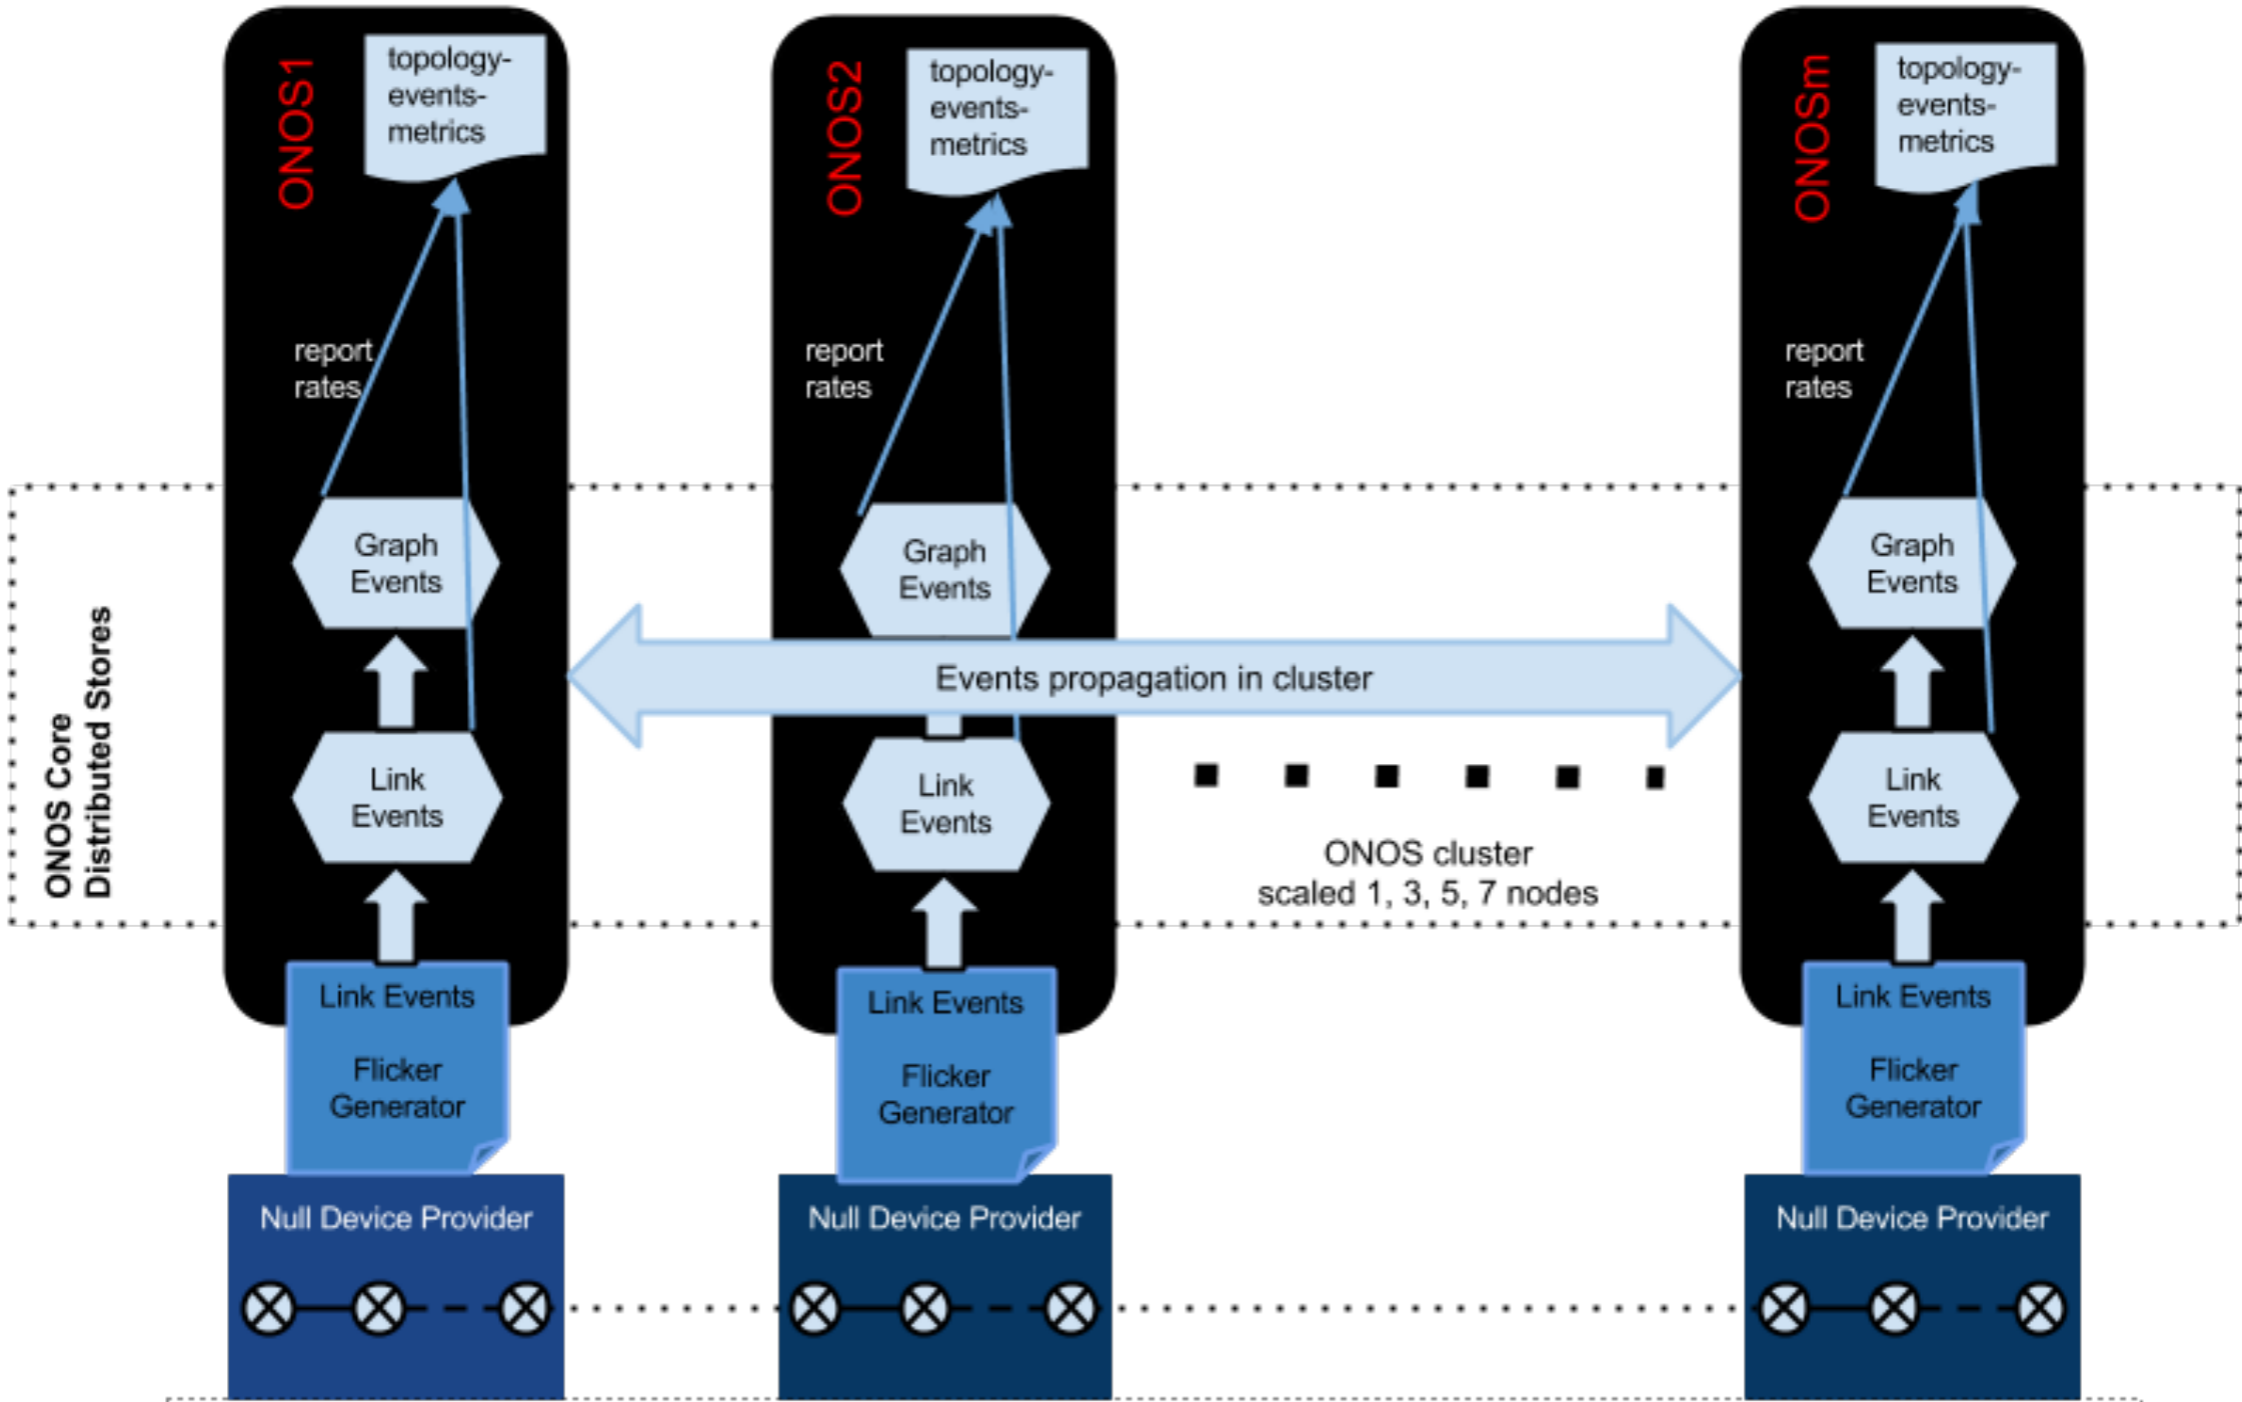 ONOS1
topology-
events-
metrics
report
rates
Graph
Events
Link
Events
Link Events
Flicker
Generator
Null Device Provider
ONOS2
topology-
events-
metrics
report
rates
Graph
Events
Link
Events
Link Events
Flicker
Generator
Null Device Provider
ONOSm
topology-
events-
metrics
report
rates
Graph
Events
Link
Events
Link Events
Flicker
Generator
Null Device Provider
ONOS Core
Distributed Stores
Events propagation in cluster
ONOS cluster
scaled 1, 3, 5, 7 nodes